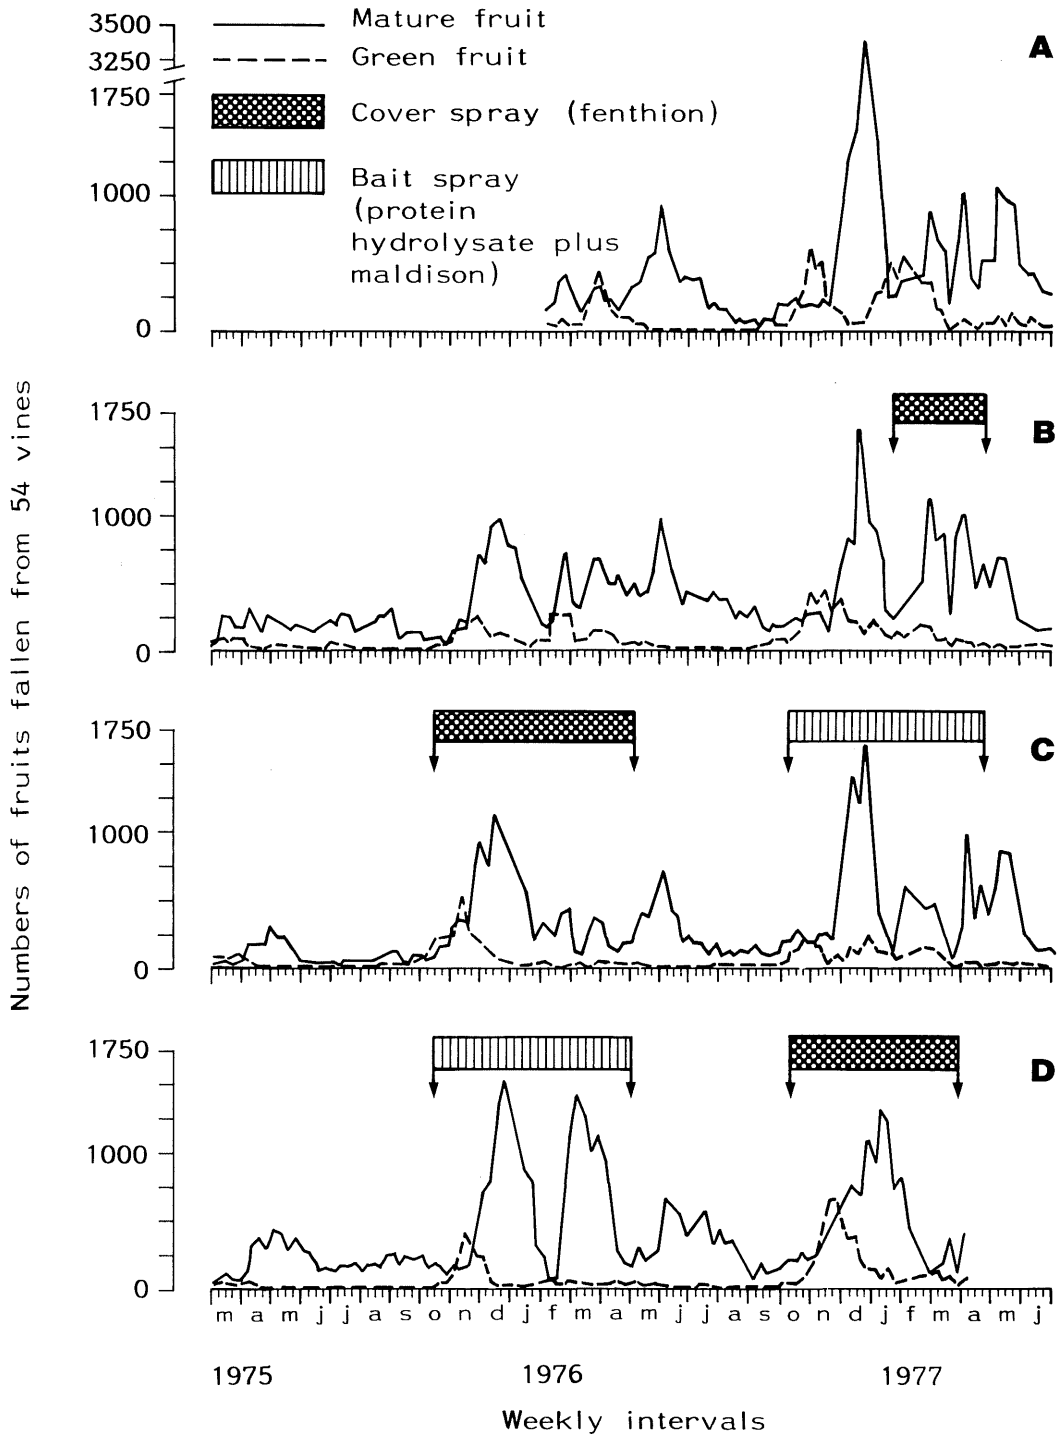 3500
3250
1750
1000
0
Mature fruit
Green fruit
Cover spray (fenthion)
Bait spray
(protein
hydrolysate plus
maldison)
A
1750
1000
0
B
Numbers of fruits fallen from 54 vines
1750
1000
0
C
1750
1000
0
D
m a m j j a s o n d j f m a m j j a s o n d j f m a m j
1975 1976 1977
Weekly intervals